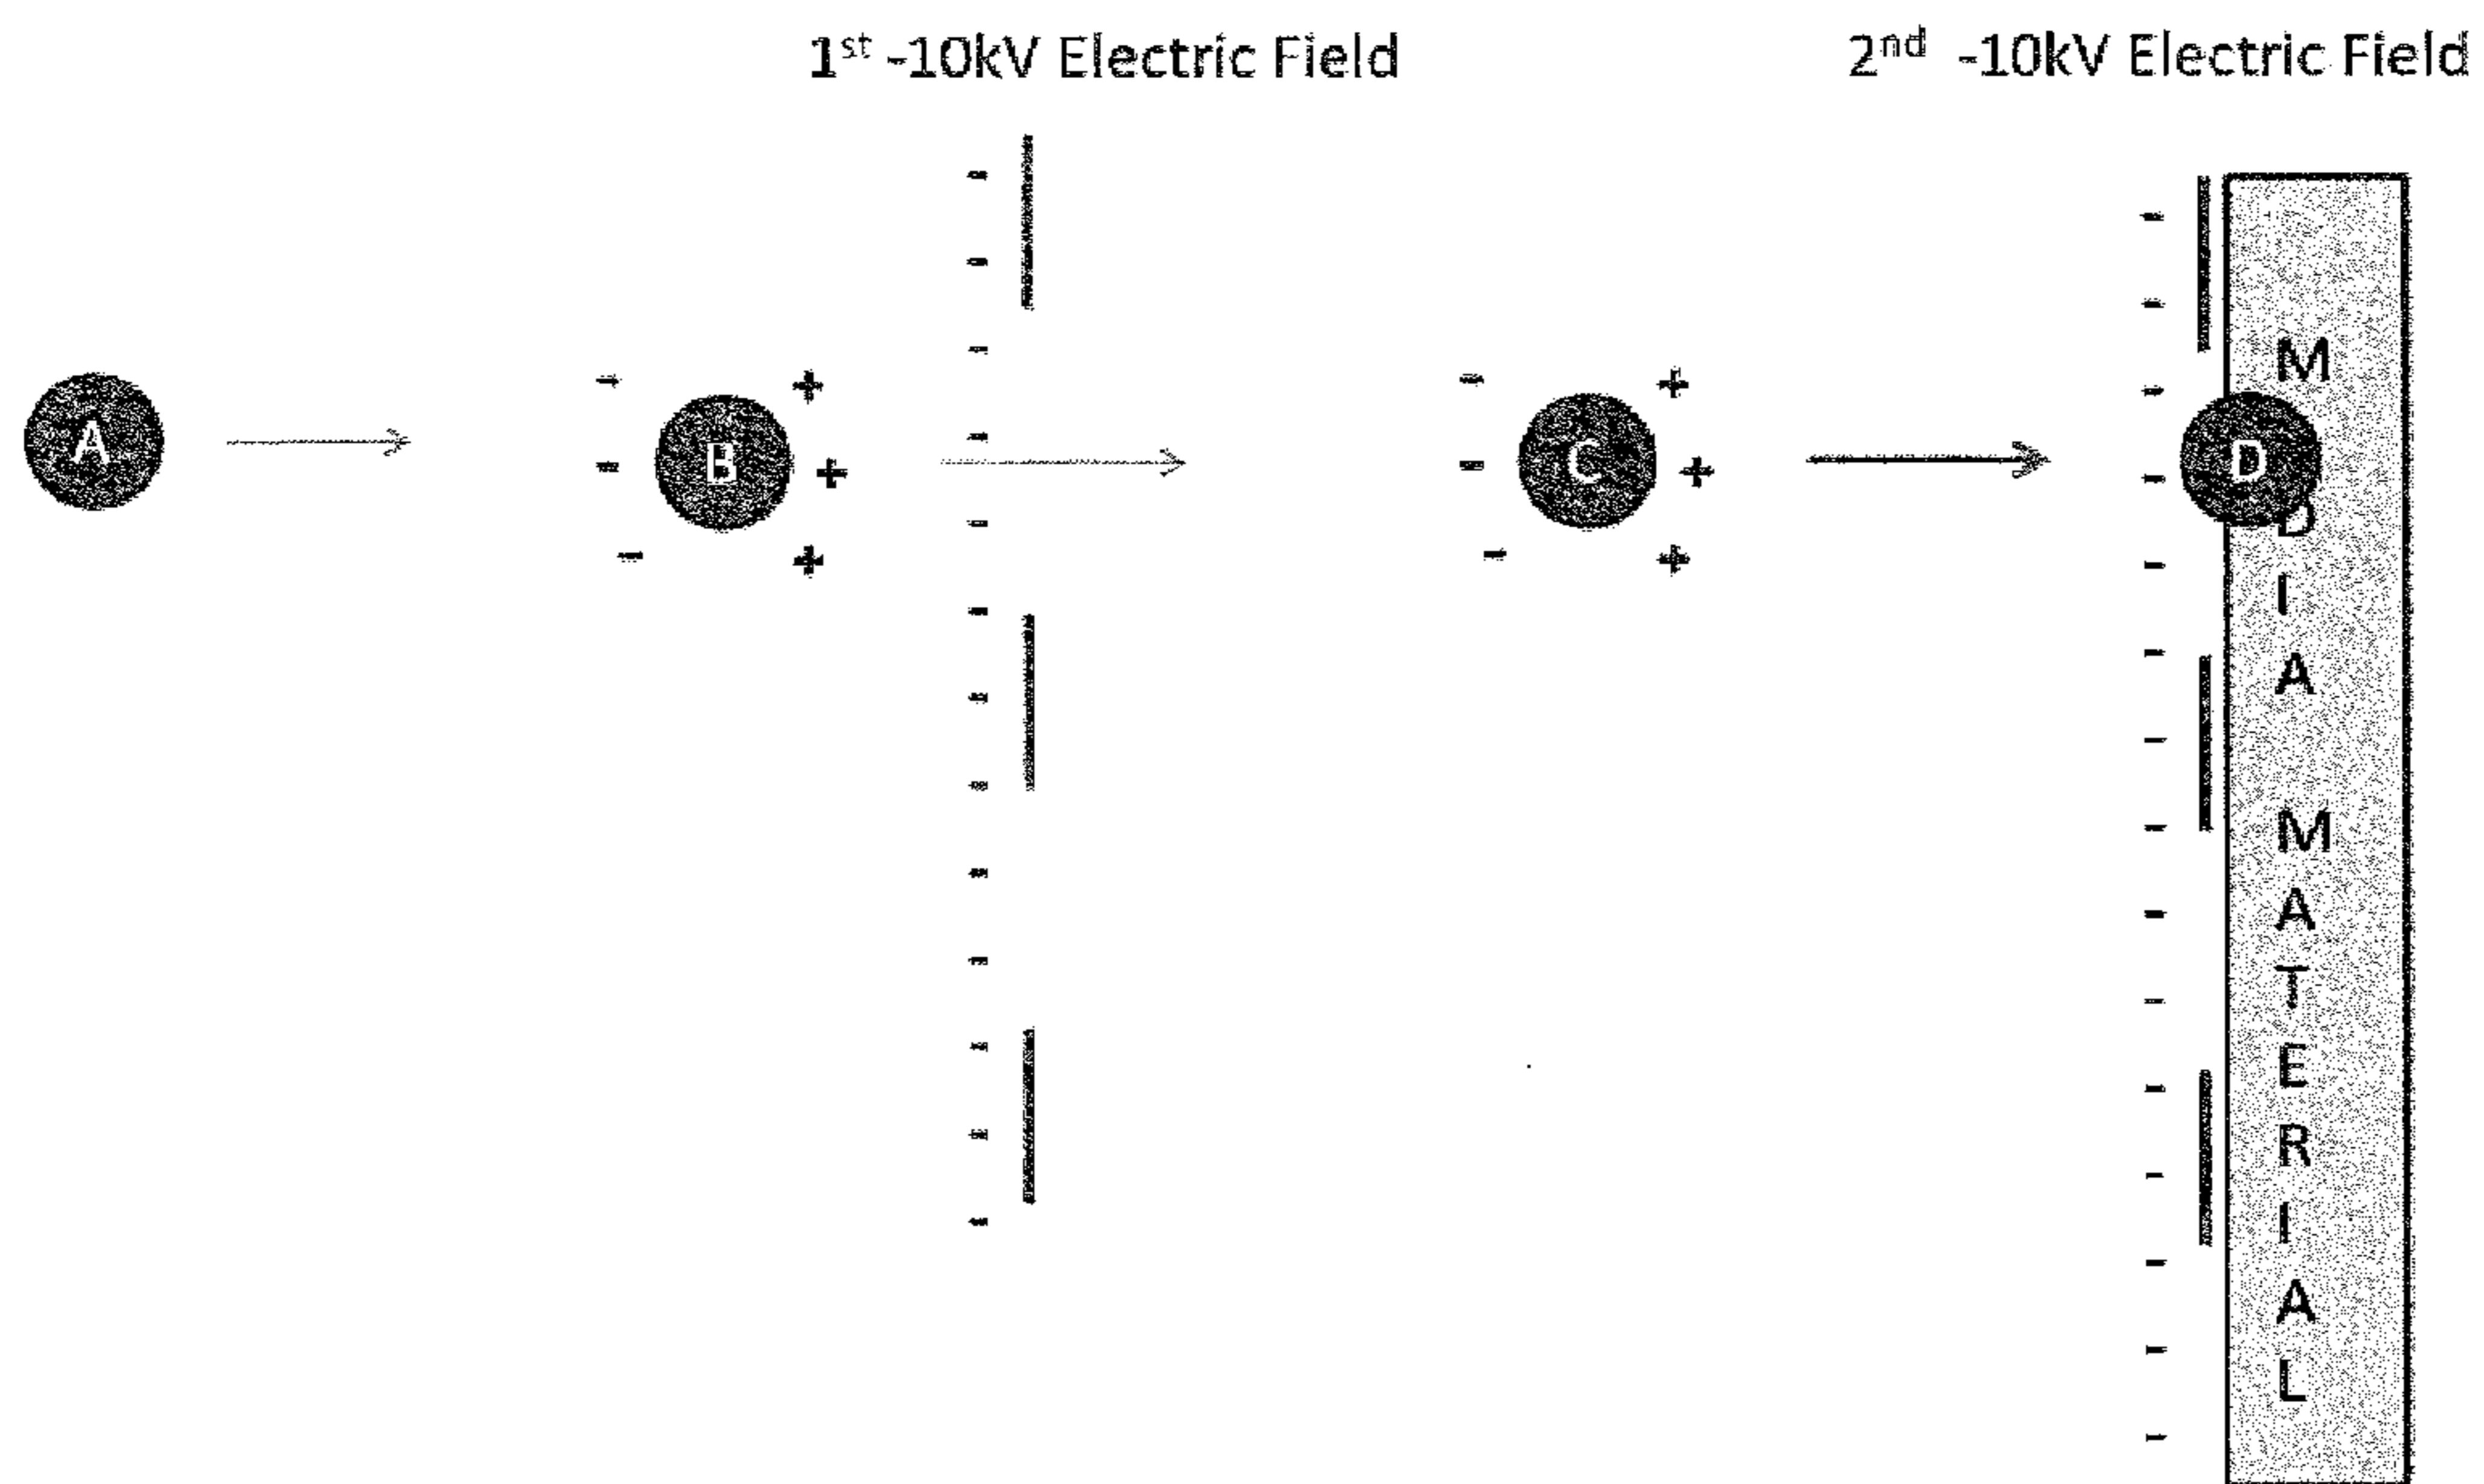 1st -10kV Electric Field
2nd -10kV Electric Field
A
B
C
D
MEDIA MATERIAL